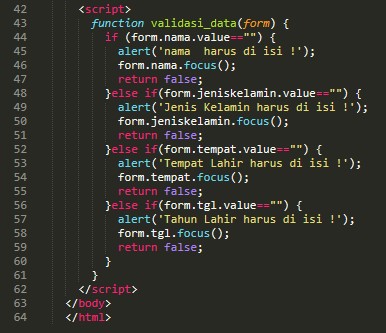 42 <script>
43 function validasi_data(form) {
44 if (form.nama.value=="") {
45 alert('nama  harus di isi !');
46 form.nama.focus();
47 return false;
48 }else if(form.jeniskelamin.value=="") {
49 alert('Jenis Kelamin harus di isi !');
50 form.jeniskelamin.focus();
51 return false;
52 }else if(form.tempat.value=="") {
53 alert('Tempat Lahir harus di isi !');
54 form.tempat.focus();
55 return false;
56 }else if(form.tgl.value=="") {
57 alert('Tahun Lahir harus di isi !');
58 form.tgl.focus();
59 return false;
60 }
61 }
62 </script>
63 </body>
64 </html>